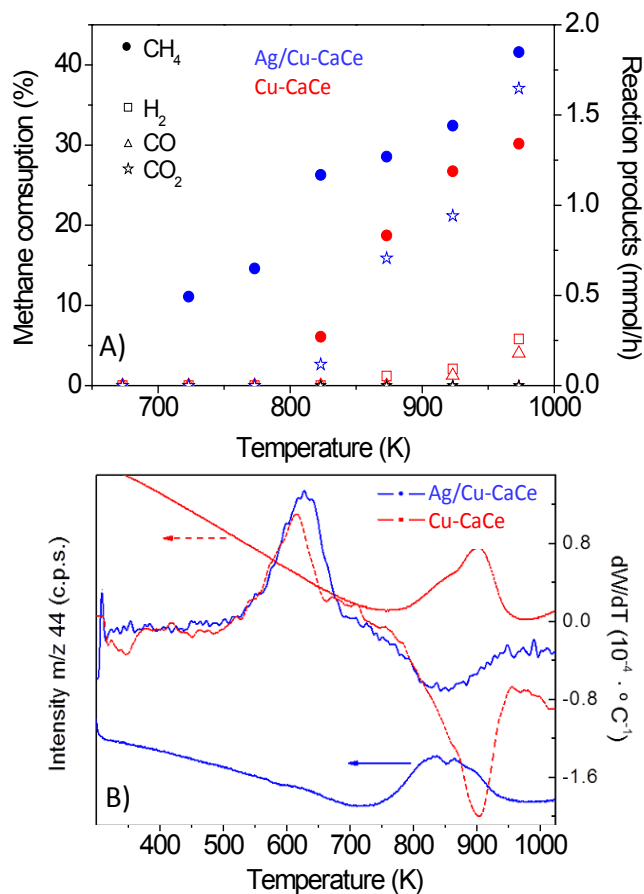 Methane comsuption (%)
40
30
20
10
0
CH4
H2
CO
CO2
Ag/Cu-CaCe
Cu-CaCe
A)
2.0
1.5
1.0
0.5
0.0
Reaction products (mmol/h)
700 800 900 1000
Temperature (K)
Intensity m/z 44 (c.p.s.)
Ag/Cu-CaCe
Cu-CaCe
B)
0.8
0.0
-0.8
-1.6
dW/dT (10-4 · º C-1)
400 500 600 700 800 900 1000
Temperature (K)